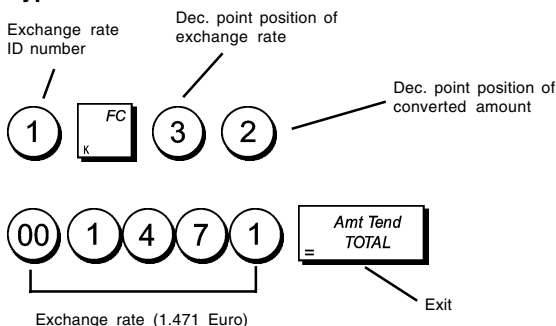 Exchange rate
ID number
Dec. point position of
exchange rate
Dec. point position of
converted amount
1 FC K 3 2
00 1 4 7 1 Amt Tend
= TOTAL
Exit
Exchange rate (1.471 Euro)